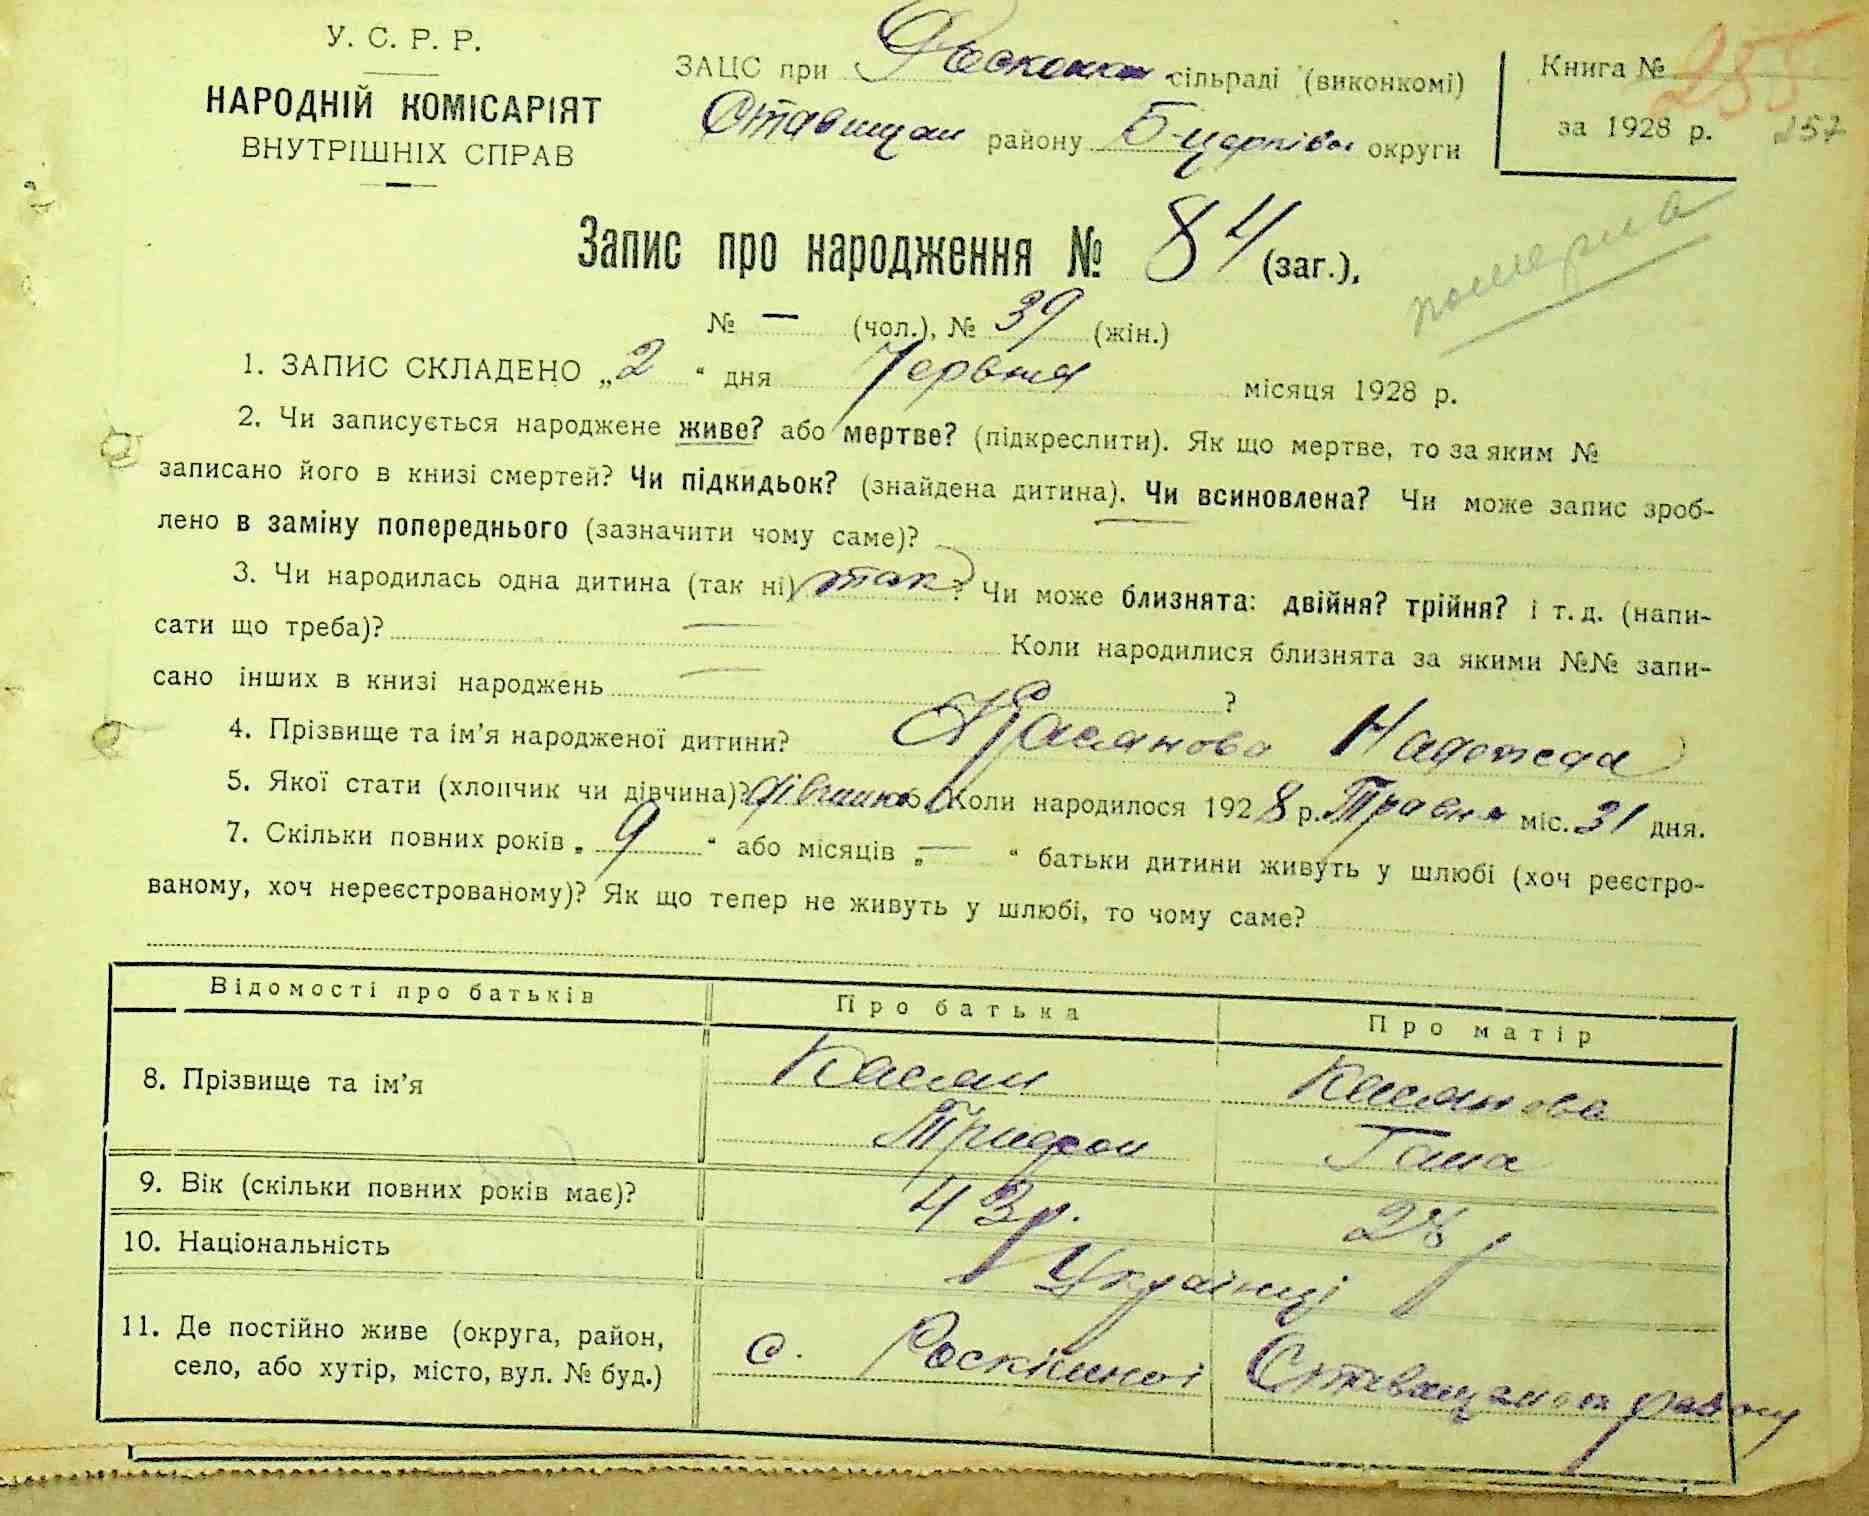 У. С. Р. Р.
НАРОДНІЙ КОМІСАРІЯТ
ВНУТРІШНІХ СПРАВ
ЗАЦС при сільраді (виконкомі)
Ставищан району Б-церківс округи
Книга № 255
за 1928 р. 257
померла
Запис про народження № 84 (заг.),
№ — (чол.), № 39 (жін.)
1. ЗАПИС СКЛАДЕНО „2“ дня Червня місяця 1928 р.
2. Чи записується народжене живе? або мертве? (підкреслити). Як що мертве, то за яким №
записано його в книзі смертей? Чи підкидьок? (знайдена дитина). Чи всиновлена? Чи може запис зроб-
лено в заміну попереднього (зазначити чому саме)? —
3. Чи народилась одна дитина (так ні) так? Чи може близнята: двійня? трійня? і т. д. (напи-
сати що треба)? — Коли народилися близнята за якими №№ запи-
сано інших в книзі народжень — ?
4. Прізвище та ім’я народженої дитини? Касянова Надежда
5. Якої стати (хлопчик чи дівчина)? дівчина 6. Коли народилося 1928 р. Травня міс. 31 дня.
7. Скільки повних років „9“ або місяців „—“ батьки дитини живуть у шлюбі (хоч реєстро-
ваному, хоч нереєстрованому)? Як що тепер не живуть у шлюбі, то чому саме?
Відомості про батьків Про батька Про матір
8. Прізвище та ім’я Касян Касянова
Трифон Гана
9. Вік (скільки повних років має)? 43 р.
10. Національність Українці
11. Де постійно живе (округа, район,
село, або хутір, місто, вул. № буд.) с. Роскішної Ставищанск району